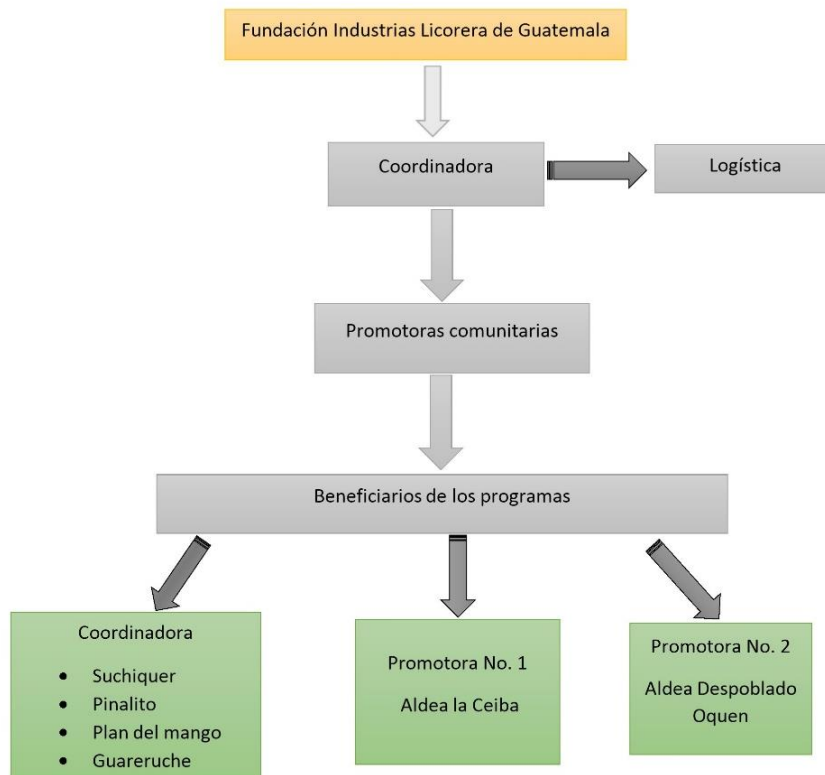 Fundación Industrias Licorera de Guatemala
Coordinadora
Logística
Promotoras comunitarias
Beneficiarios de los programas
Coordinadora
• Suchiquer
• Pinalito
• Plan del mango
• Guareruche
Promotora No. 1
Aldea la Ceiba
Promotora No. 2
Aldea Despoblado
Oquen